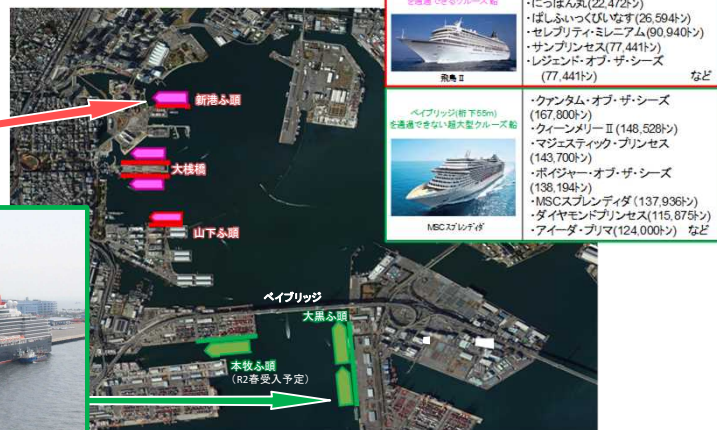 を通過できるクルーズ船
飛鳥Ⅱ
・にっぽん丸(22,472トン)
・ぱしふぃっくびいなす(26,594トン)
・セレブリティ・ミレニアム(90,940トン)
・サンプリンセス(77,441トン)
・レジェンド・オブ・ザ・シーズ
(77,441トン) など
ベイブリッジ(桁下55m)
を通過できない超大型クルーズ船
MSCスプレンディダ
・クァンタム・オブ・ザ・シーズ
(167,800トン)
・クィーンメリーⅡ(148,528トン)
・マジェスティック・プリンセス
(143,700トン)
・ボイジャー・オブ・ザ・シーズ
(138,194トン)
・MSCスプレンディダ(137,936トン)
・ダイヤモンドプリンセス(115,875トン)
・アイーダ・プリマ(124,000トン) など
新港ふ頭
大桟橋
山下ふ頭
ベイブリッジ
大黒ふ頭
本牧ふ頭
(R2春受入予定)